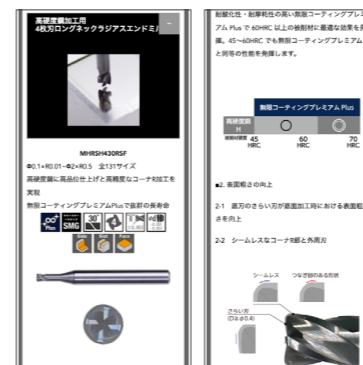 高硬度鋼加工用
4枚刃ロングネックラジアスエンドミル
MHRSH430RSF
Φ0.1×R0.01~Φ2×R0.5 全131サイズ
高硬度鋼に高品位仕上げと高精度なコーナR加工を
実現
無限コーティングプレミアムPlusで抜群の長寿命
Plus
SMG
30°
耐酸化性・耐摩耗性の高い無限コーティングプレミ
アム Plus で 60HRC 以上の被削材に最適な効果を発
揮。45~60HRC でも無限コーティングプレミアム
と同等の性能を発揮します。
無限コーティングプレミアム Plus
高硬度鋼
H
45
HRC
60
HRC
70
HRC
■2. 表面粗さの向上
2-1 底刃のさらい刃が底面加工時における表面粗
さを向上
2-2 シームレスなコーナR部と外周刃
シームレス つなぎ目のある形状
さらい刃
(D≧φ0.4)